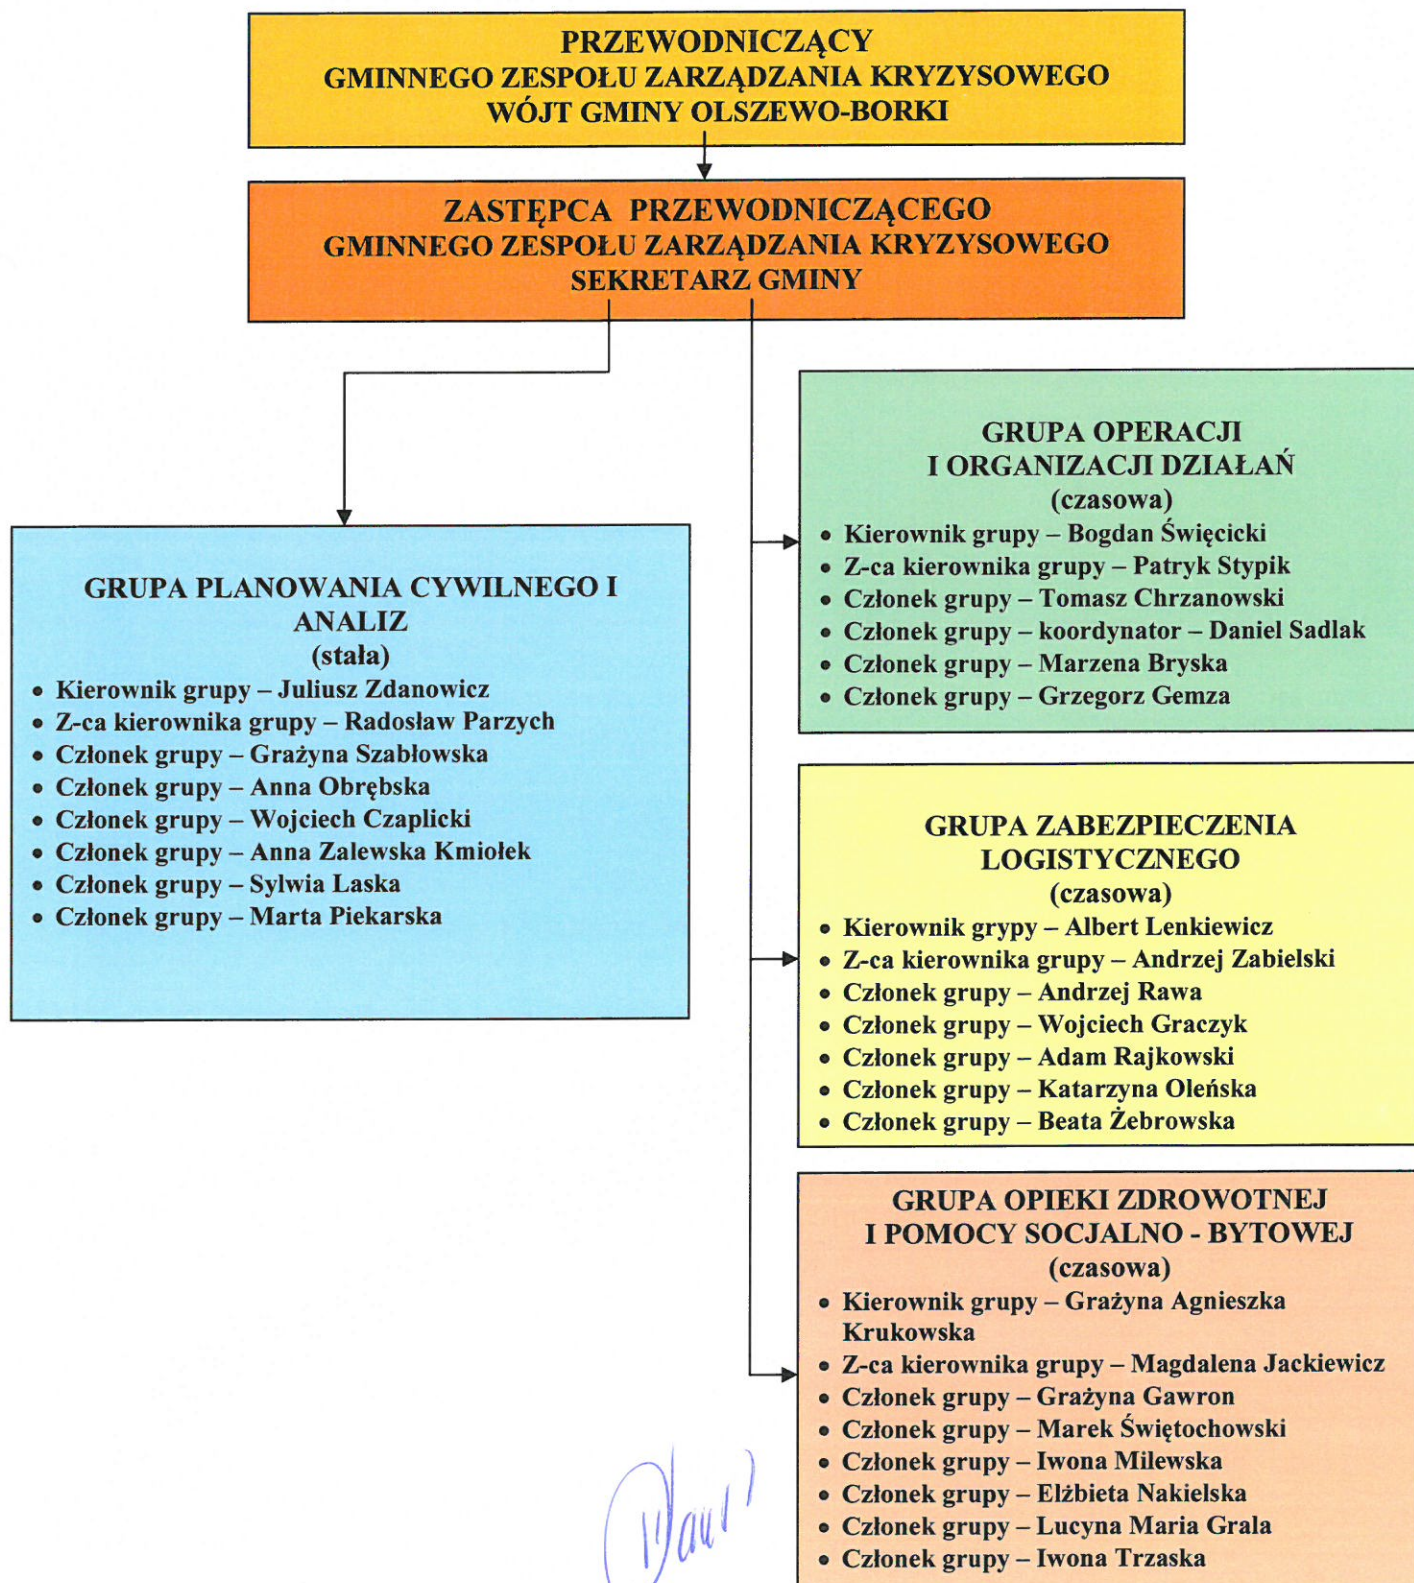 PRZEWODNICZĄCY
GMINNEGO ZESPOŁU ZARZĄDZANIA KRYZYSOWEGO
WÓJT GMINY OLSZEWO-BORKI
ZASTĘPCA PRZEWODNICZĄCEGO
GMINNEGO ZESPOŁU ZARZĄDZANIA KRYZYSOWEGO
SEKRETARZ GMINY
GRUPA PLANOWANIA CYWILNEGO I
ANALIZ
(stała)
• Kierownik grupy – Juliusz Zdanowicz
• Z-ca kierownika grupy – Radosław Parzych
• Członek grupy – Grażyna Szabłowska
• Członek grupy – Anna Obrębska
• Członek grupy – Wojciech Czaplicki
• Członek grupy – Anna Zalewska Kmiołek
• Członek grupy – Sylwia Laska
• Członek grupy – Marta Piekarska
GRUPA OPERACJI
I ORGANIZACJI DZIAŁAŃ
(czasowa)
• Kierownik grupy – Bogdan Święcicki
• Z-ca kierownika grupy – Patryk Stypik
• Członek grupy – Tomasz Chrzanowski
• Członek grupy – koordynator – Daniel Sadlak
• Członek grupy – Marzena Bryska
• Członek grupy – Grzegorz Gemza
GRUPA ZABEZPIECZENIA
LOGISTYCZNEGO
(czasowa)
• Kierownik grypy – Albert Lenkiewicz
• Z-ca kierownika grupy – Andrzej Zabielski
• Członek grupy – Andrzej Rawa
• Członek grupy – Wojciech Graczyk
• Członek grupy – Adam Rajkowski
• Członek grupy – Katarzyna Oleńska
• Członek grupy – Beata Żebrowska
GRUPA OPIEKI ZDROWOTNEJ
I POMOCY SOCJALNO - BYTOWEJ
(czasowa)
• Kierownik grupy – Grażyna Agnieszka
Krukowska
• Z-ca kierownika grupy – Magdalena Jackiewicz
• Członek grupy – Grażyna Gawron
• Członek grupy – Marek Świętochowski
• Członek grupy – Iwona Milewska
• Członek grupy – Elżbieta Nakielska
• Członek grupy – Lucyna Maria Grala
• Członek grupy – Iwona Trzaska